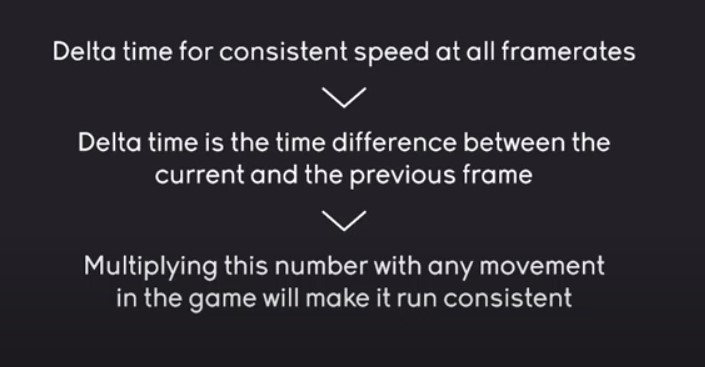 Delta time for consistent speed at all framerates
Delta time is the time difference between the
current and the previous frame
Multiplying this number with any movement
in the game will make it run consistent